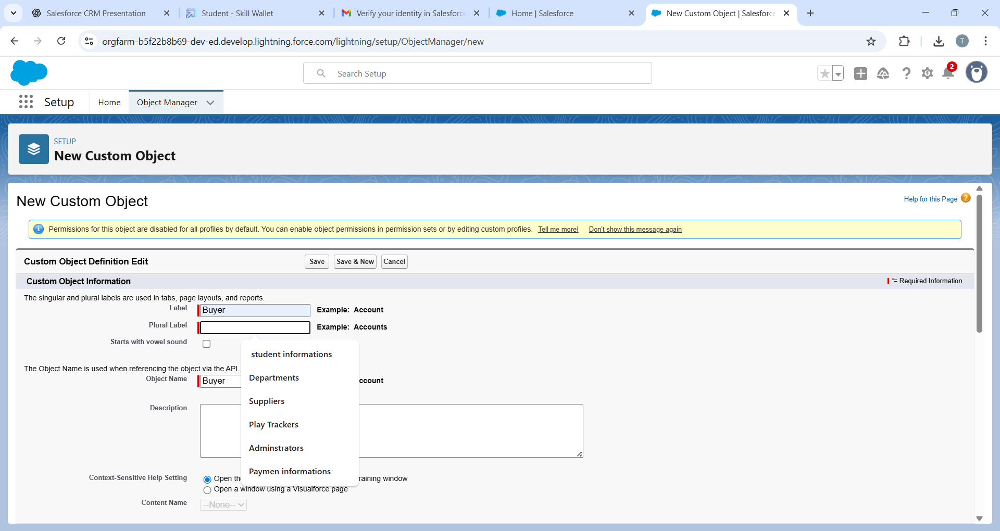 Salesforce CRM Presentation
Student - Skill Wallet
Verify your identity in Salesforc
Home | Salesforce
New Custom Object | Salesforc
orgfarm-b5f22b8b69-dev-ed.develop.lightning.force.com/lightning/setup/ObjectManager/new
T
Search Setup
2
Setup
Home
Object Manager
SETUP
New Custom Object
New Custom Object
Help for this Page
Permissions for this object are disabled for all profiles by default. You can enable object permissions in permission sets or by editing custom profiles. Tell me more! Don't show this message again
Custom Object Definition Edit
Save
Save & New
Cancel
Custom Object Information
*= Required Information
The singular and plural labels are used in tabs, page layouts, and reports.
Label
Buyer
Example: Account
Plural Label
Example: Accounts
Starts with vowel sound
student informations
Departments
Suppliers
Play Trackers
Adminstrators
Paymen informations
The Object Name is used when referencing the object via the API.
Object Name
Buyer
ccount
Description
Context-Sensitive Help Setting
Open the
raining window
Open a window using a Visualforce page
Content Name
--None--